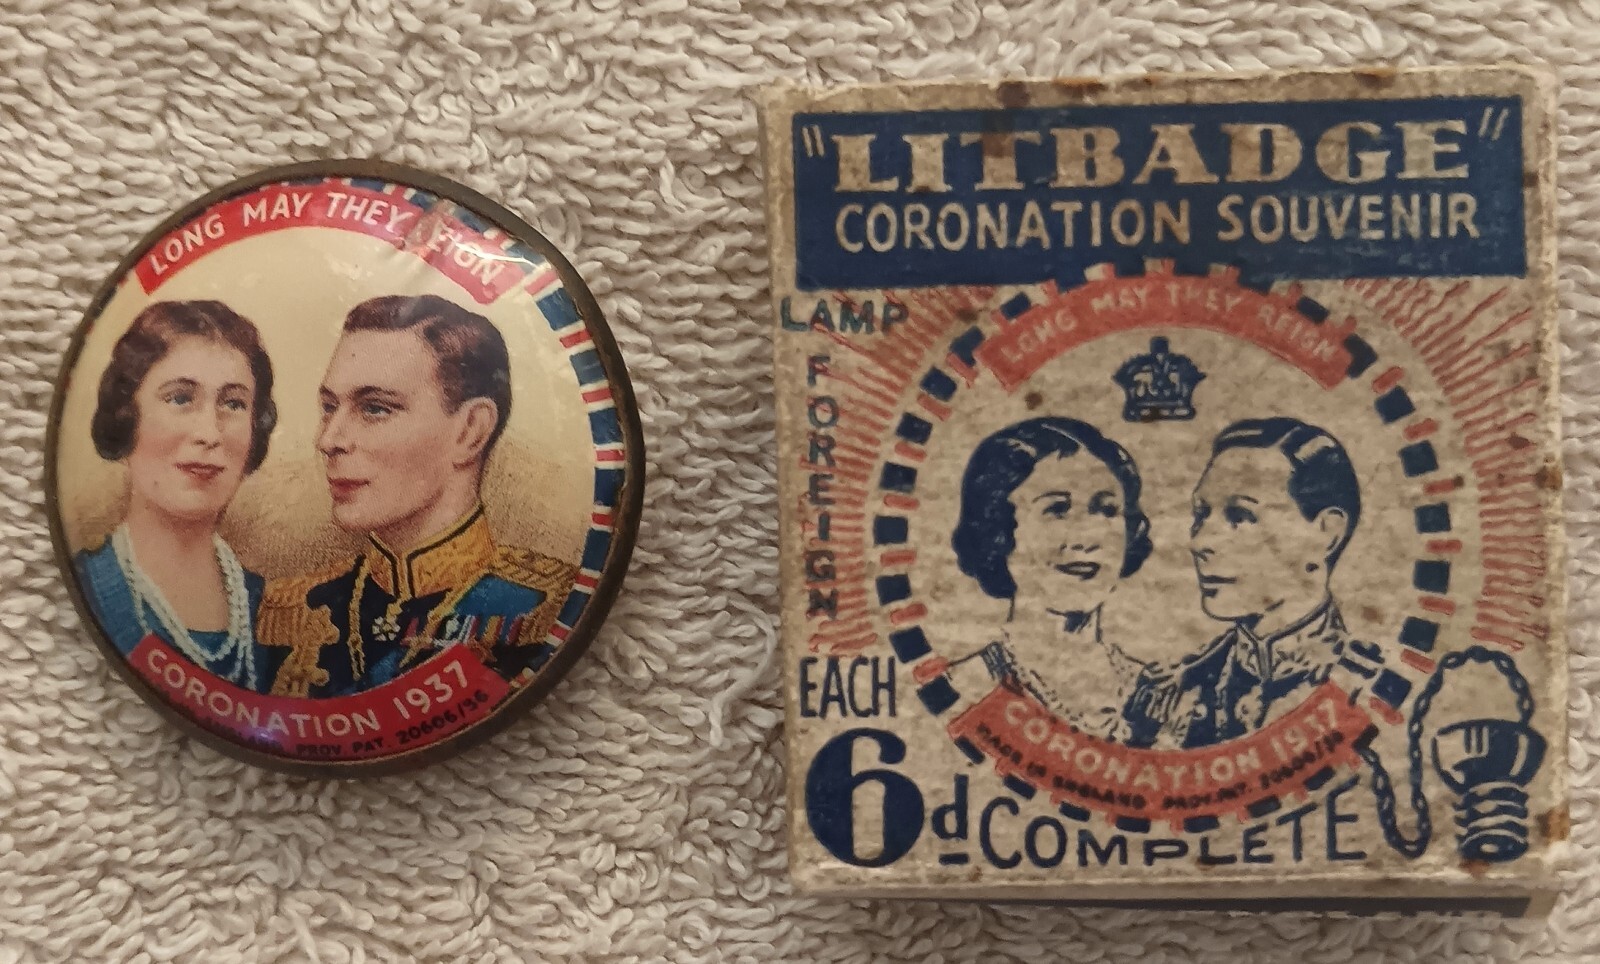 LONG MAY THEY REIGN
CORONATION 1937
PROV. PAT. 20606/36
"LITBADGE"
CORONATION SOUVENIR
LAMP
FOREIGN
LONG MAY THEY REIGN
EACH
6d COMPLETE
CORONATION 1937
MADE IN ENGLAND PROV. PAT. 20606/36